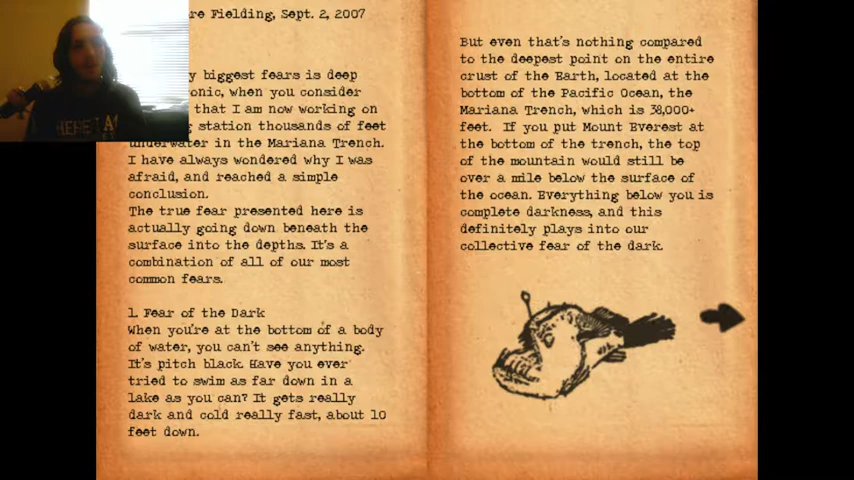 re Fielding, Sept. 2, 2007
y biggest fears is deep
onic, when you consider
that I am now working on
station thousands of feet
underwater in the Mariana Trench.
I have always wondered why I was
afraid, and reached a simple
conclusion.
The true fear presented here is
actually going down beneath the
surface into the depths. It's a
combination of all of our most
common fears.
1. Fear of the Dark
When you're at the bottom of a body
of water, you can't see anything.
It's pitch black. Have you ever
tried to swim as far down in a
lake as you can? It gets really
dark and cold really fast, about 10
feet down.
But even that's nothing compared
to the deepest point on the entire
crust of the Earth, located at the
bottom of the Pacific Ocean, the
Mariana Trench, which is 38,000+
feet. If you put Mount Everest at
the bottom of the trench, the top
of the mountain would still be
over a mile below the surface of
the ocean. Everything below you is
complete darkness, and this
definitely plays into our
collective fear of the dark.